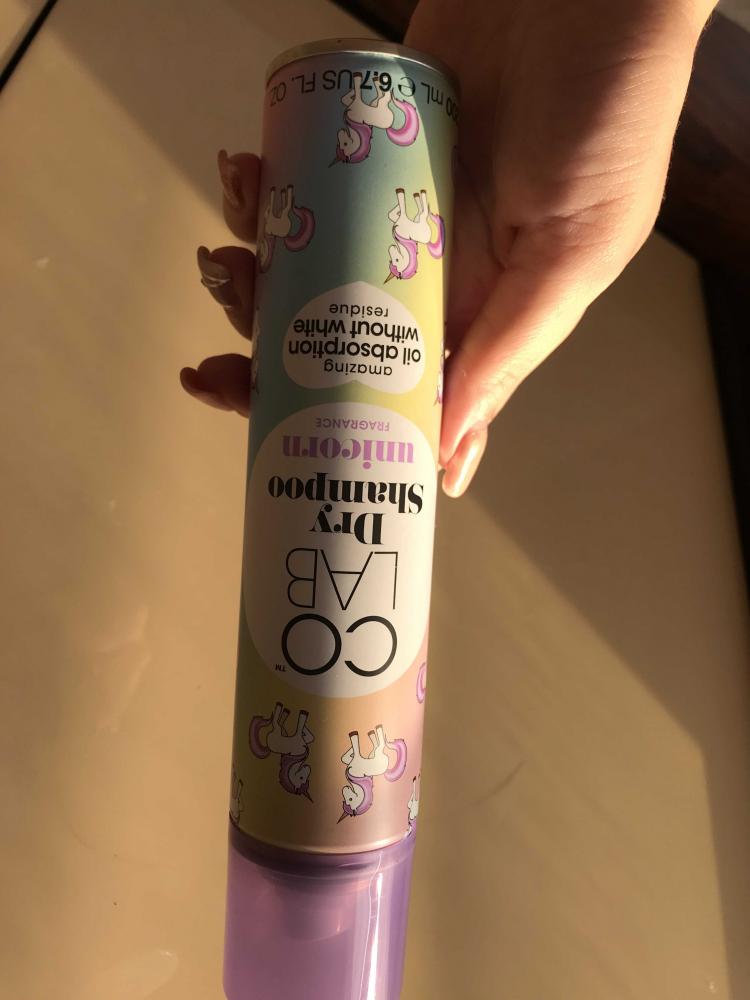 CO
LAB
™
Dry
Shampoo
unicorn
FRAGRANCE
amazing
oil absorption
without white
residue
200 mL ℮ 6.7 US FL. OZ